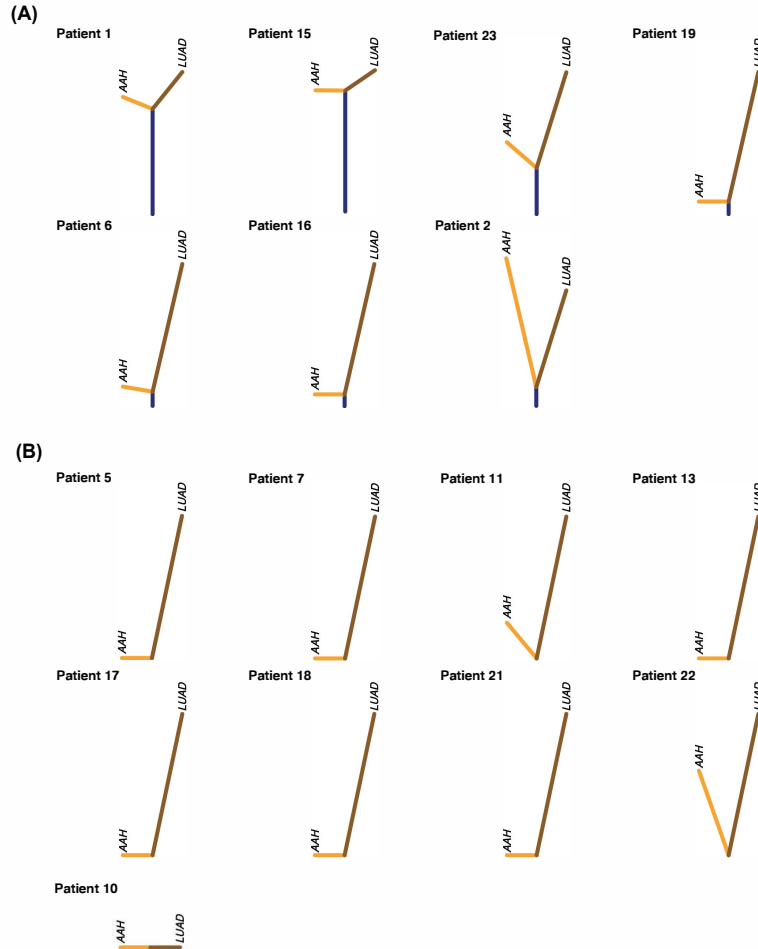 (A)
Patient 1
Patient 15
Patient 23
Patient 19
AAH
LUAD
AAH
LUAD
AAH
LUAD
AAH
LUAD
Patient 6
Patient 16
Patient 2
AAH
LUAD
AAH
LUAD
AAH
LUAD
(B)
Patient 5
Patient 7
Patient 11
Patient 13
AAH
LUAD
AAH
LUAD
AAH
LUAD
AAH
LUAD
Patient 17
Patient 18
Patient 21
Patient 22
AAH
LUAD
AAH
LUAD
AAH
LUAD
AAH
LUAD
Patient 10
AAH
LUAD